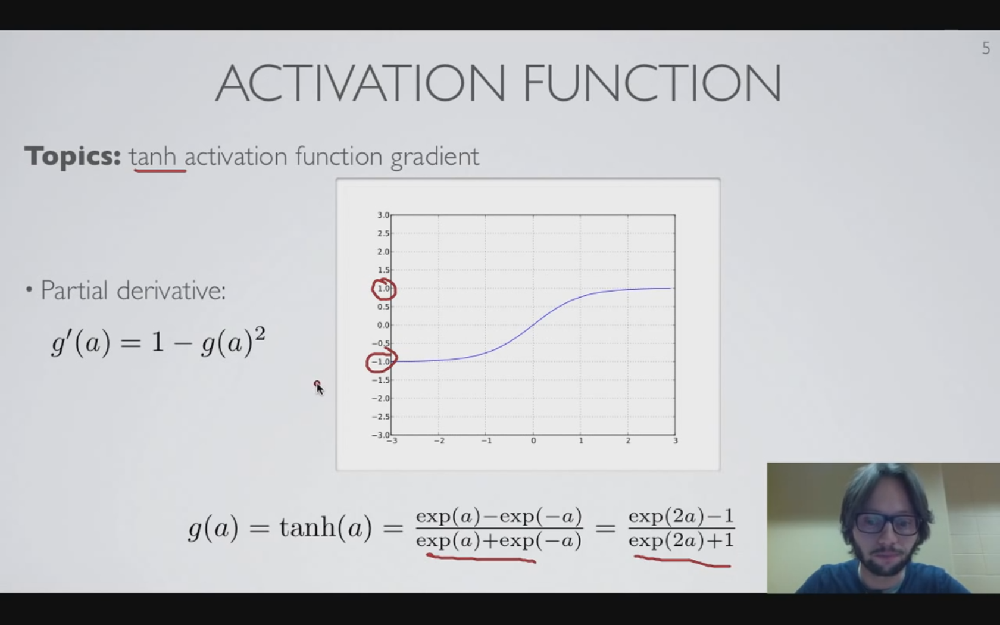 5
ACTIVATION FUNCTION
Topics: tanh activation function gradient
3.0
2.5
2.0
1.5
1.0
0.5
0.0
−0.5
−1.0
−1.5
−2.0
−2.5
−3.0
−3 −2 −1 0 1 2 3
• Partial derivative:
g′(a) = 1 − g(a)²
g(a) = tanh(a) = exp(a)−exp(−a) / exp(a)+exp(−a) = exp(2a)−1 / exp(2a)+1